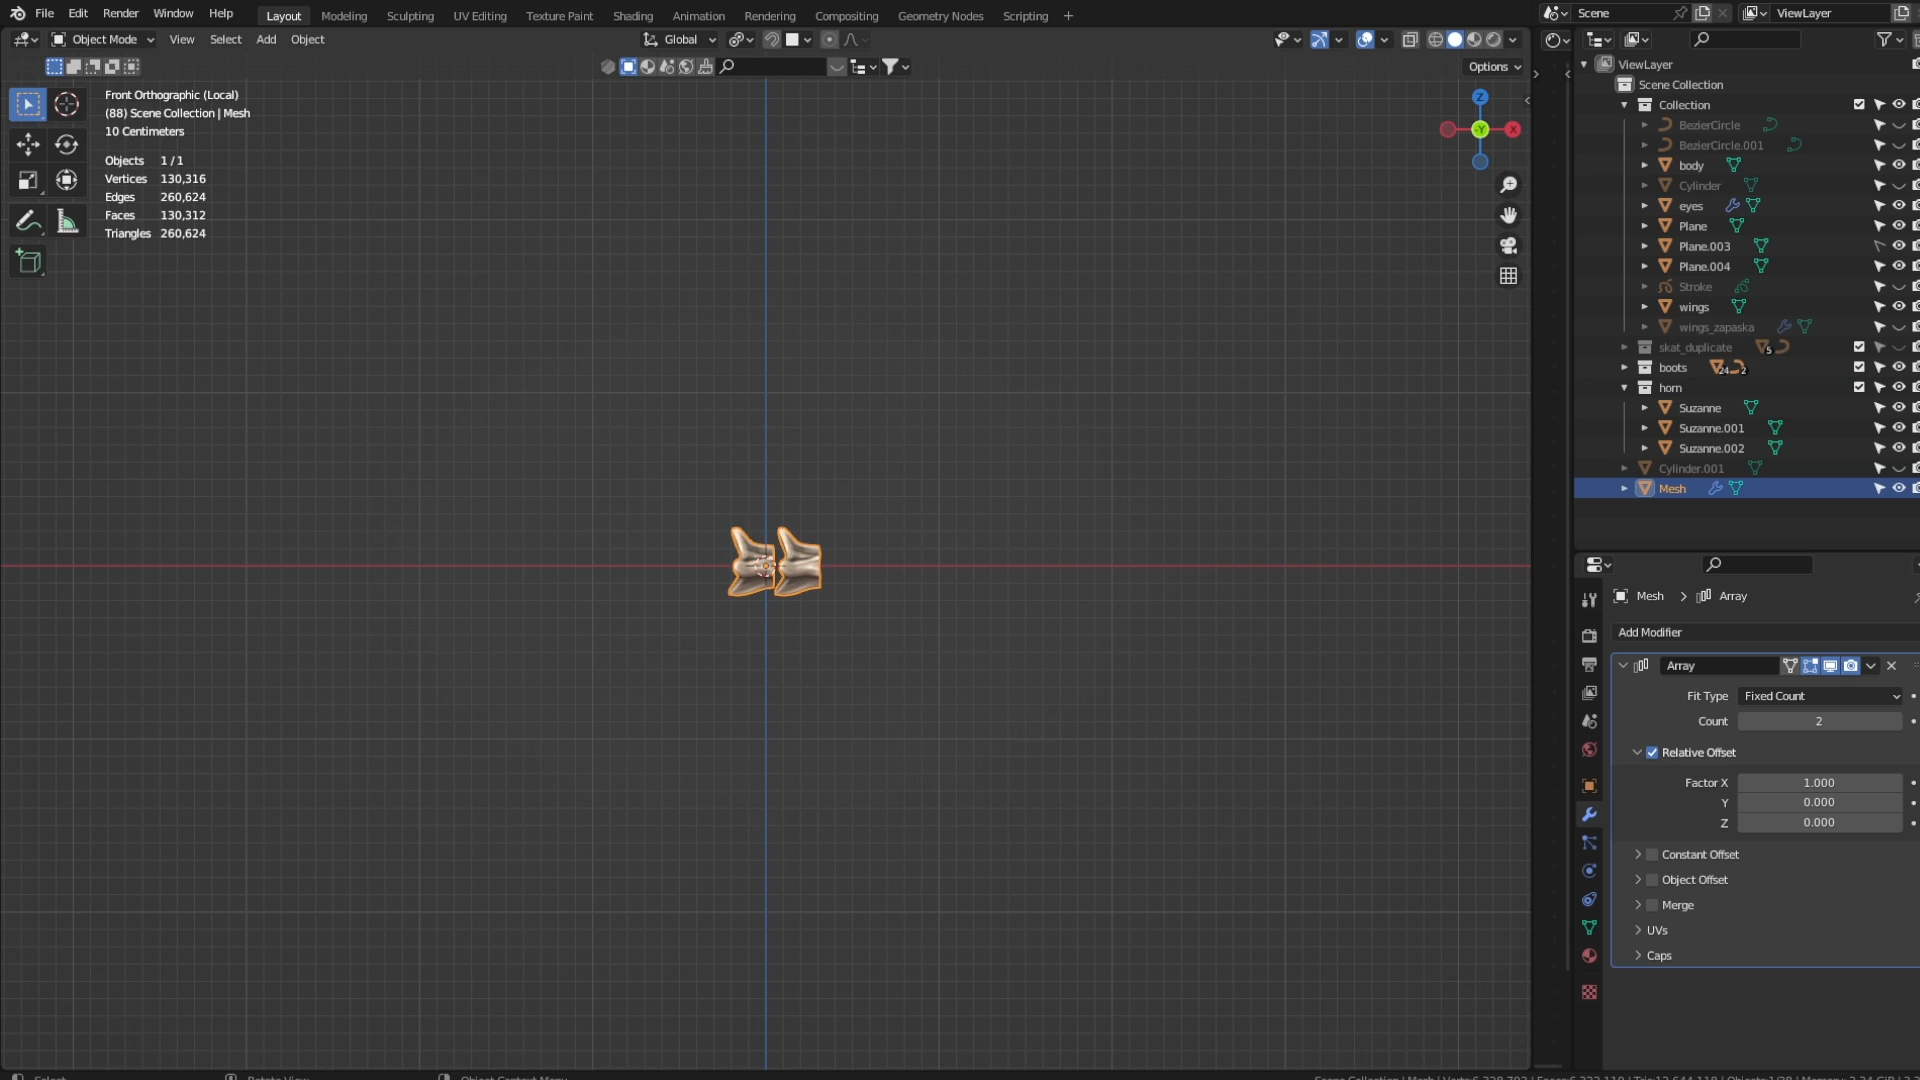 File Edit Render Window Help Layout Modeling Sculpting UV Editing Texture Paint Shading Animation Rendering Compositing Geometry Nodes Scripting + Scene ViewLayer
Object Mode View Select Add Object Global
Options
Front Orthographic (Local)
(88) Scene Collection | Mesh
10 Centimeters
Objects 1 / 1
Vertices 130,316
Edges 260,624
Faces 130,312
Triangles 260,624
Z
-Y
X
ViewLayer
Scene Collection
Collection
BezierCircle
BezierCircle.001
body
Cylinder
eyes
Plane
Plane.003
Plane.004
Stroke
wings
wings_zapaska
skat_duplicate 5
boots 24 2
horn
Suzanne
Suzanne.001
Suzanne.002
Cylinder.001
Mesh
Mesh > Array
Add Modifier
Array
Fit Type Fixed Count
Count 2
Relative Offset
Factor X 1.000
Y 0.000
Z 0.000
Constant Offset
Object Offset
Merge
UVs
Caps